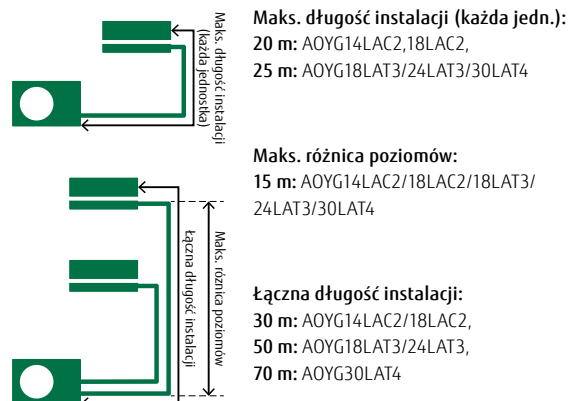 Maks. długość instalacji
(każda jednostka)
Maks. długość instalacji (każda jedn.):
20 m: AOYG14LAC2,18LAC2,
25 m: AOYG18LAT3/24LAT3/30LAT4
Łączna długość instalacji
Maks. różnica poziomów
Maks. różnica poziomów:
15 m: AOYG14LAC2/18LAC2/18LAT3/
24LAT3/30LAT4
Łączna długość instalacji:
30 m: AOYG14LAC2/18LAC2,
50 m: AOYG18LAT3/24LAT3,
70 m: AOYG30LAT4